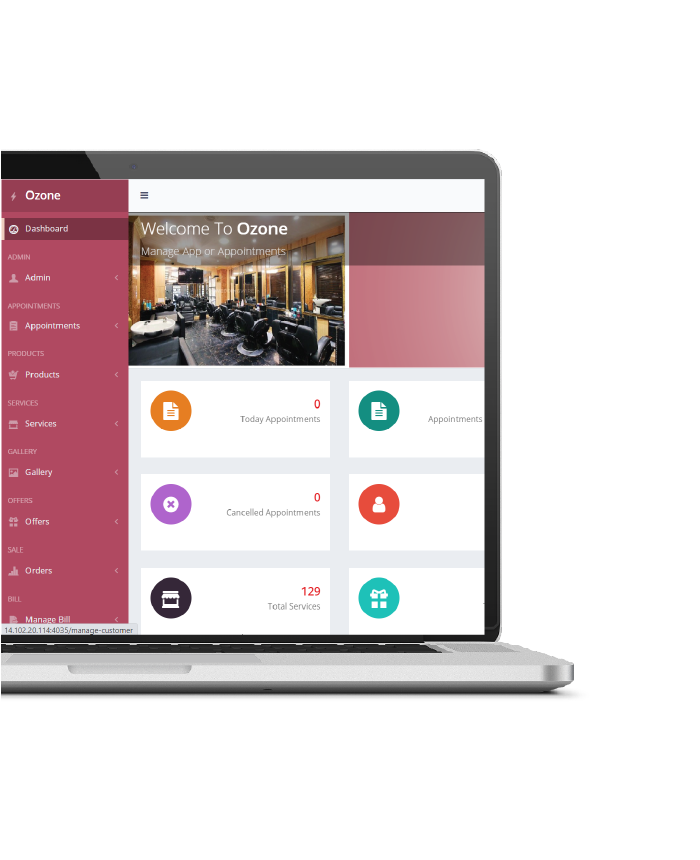 Ozone
Dashboard
ADMIN
Admin
APPOINTMENTS
Appointments
PRODUCTS
Products
SERVICES
Services
GALLERY
Gallery
OFFERS
Offers
SALE
Orders
BILL
Manage Bill
14.102.20.114:4035/manage-customer
Welcome To Ozone
Manage App or Appointments
0
Today Appointments
Appointments
0
Cancelled Appointments
129
Total Services